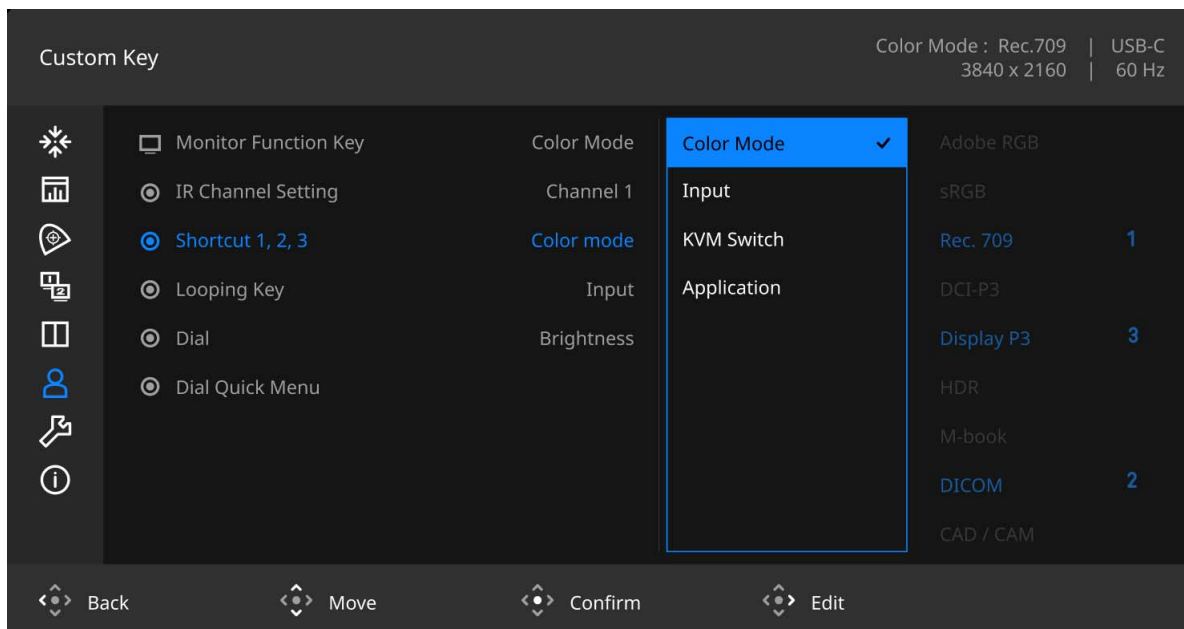 Custom Key
Color Mode : Rec.709 | USB-C
3840 x 2160 | 60 Hz
Monitor Function Key Color Mode
IR Channel Setting Channel 1
Shortcut 1, 2, 3 Color mode
Looping Key Input
Dial Brightness
Dial Quick Menu
Color Mode
Input
KVM Switch
Application
Adobe RGB
sRGB
Rec. 709 1
DCI-P3
Display P3 3
HDR
M-book
DICOM 2
CAD / CAM
Back Move Confirm Edit